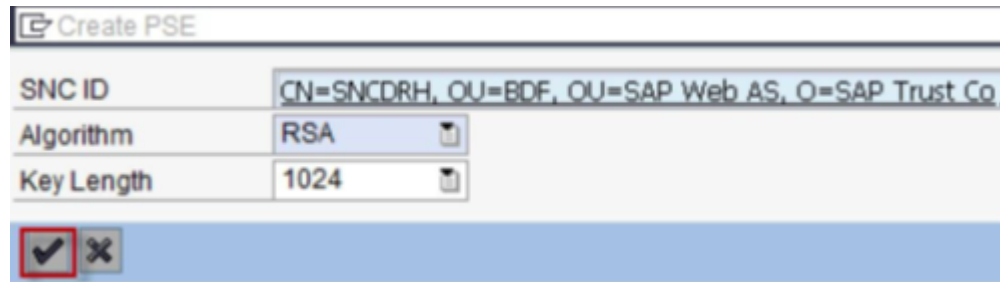 Create PSE
SNC ID CN=SNCDRH, OU=BDF, OU=SAP Web AS, O=SAP Trust Co
Algorithm RSA
Key Length 1024